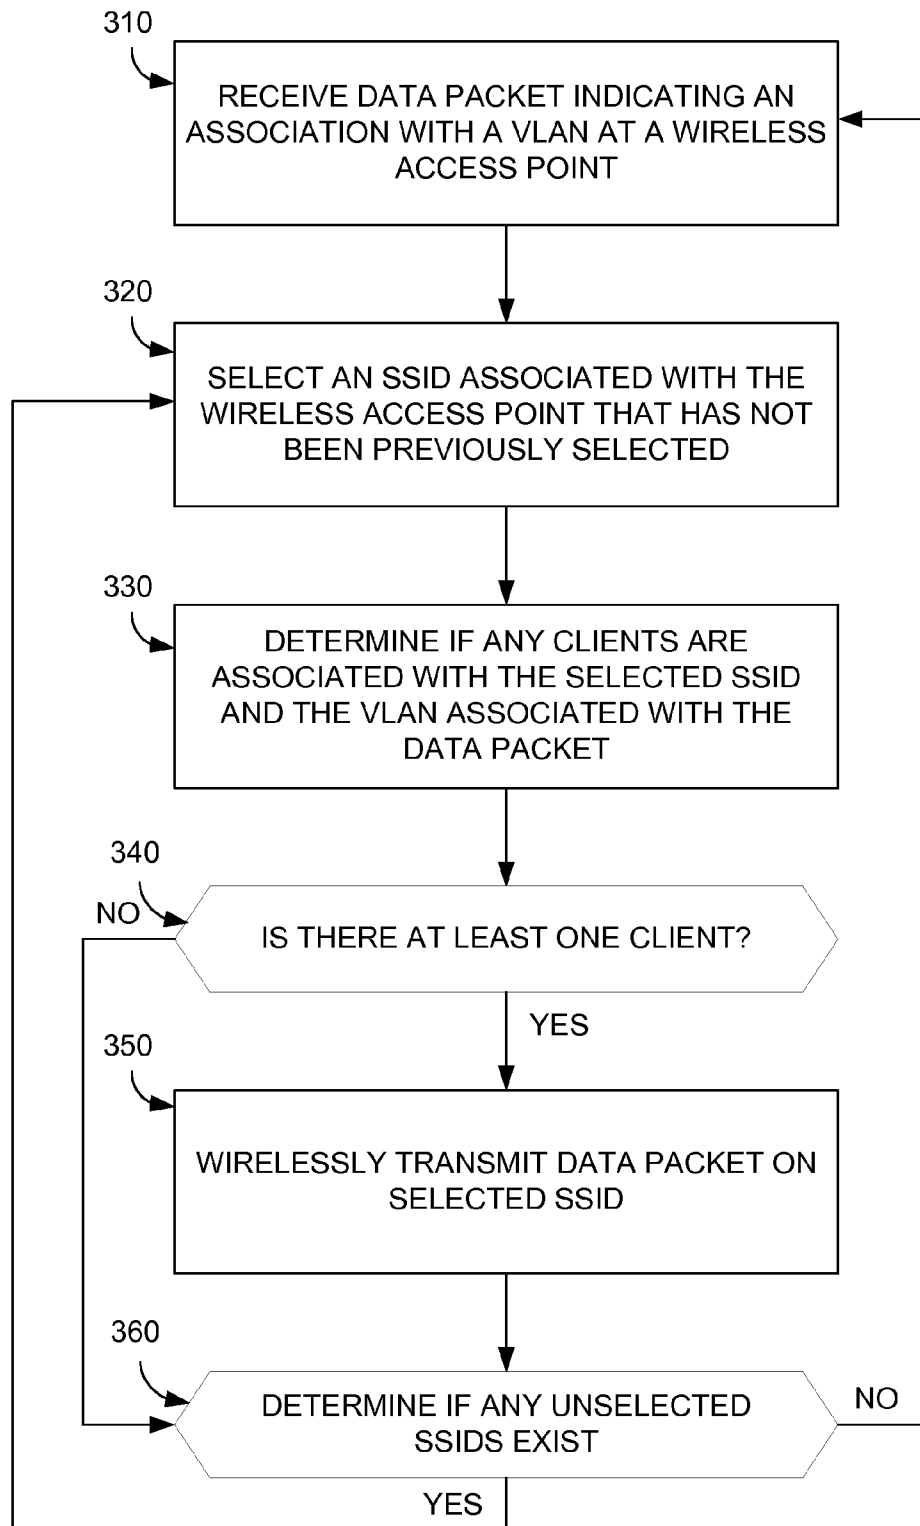 310
RECEIVE DATA PACKET INDICATING AN
ASSOCIATION WITH A VLAN AT A WIRELESS
ACCESS POINT
320
SELECT AN SSID ASSOCIATED WITH THE
WIRELESS ACCESS POINT THAT HAS NOT
BEEN PREVIOUSLY SELECTED
330
DETERMINE IF ANY CLIENTS ARE
ASSOCIATED WITH THE SELECTED SSID
AND THE VLAN ASSOCIATED WITH THE
DATA PACKET
340
NO
IS THERE AT LEAST ONE CLIENT?
YES
350
WIRELESSLY TRANSMIT DATA PACKET ON
SELECTED SSID
360
DETERMINE IF ANY UNSELECTED
SSIDS EXIST
NO
YES